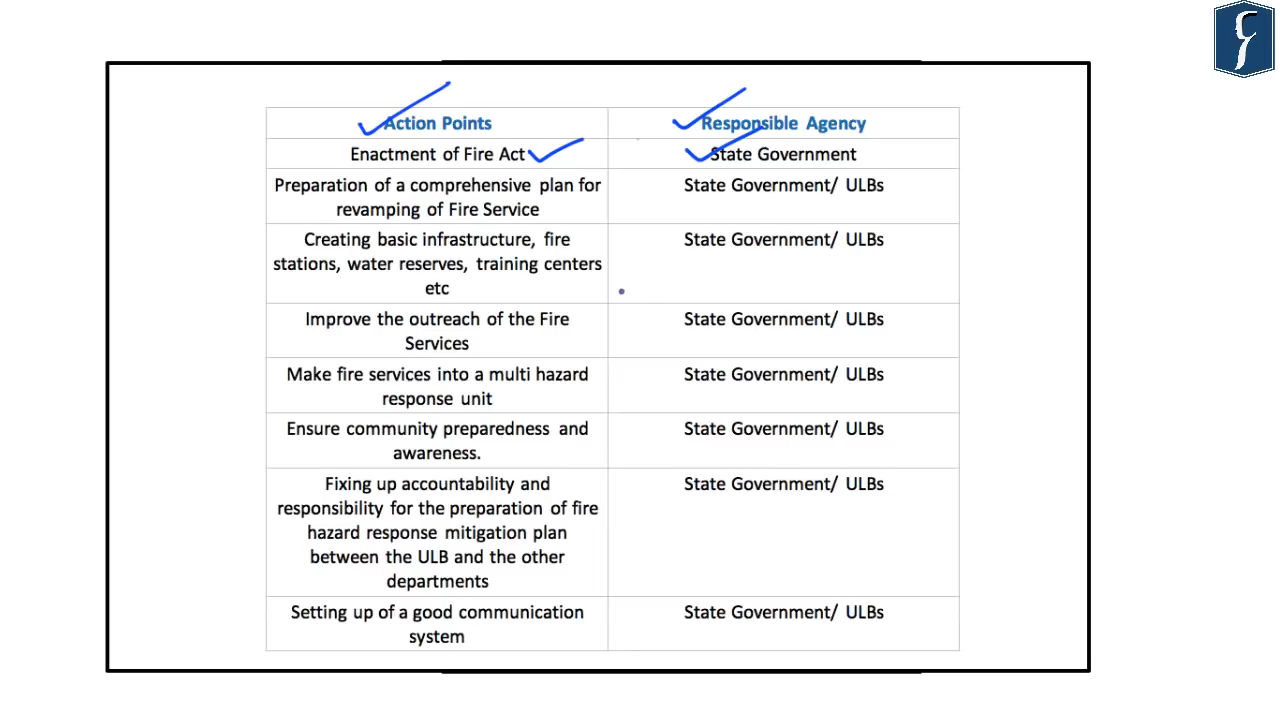 Action Points
Responsible Agency
Enactment of Fire Act
State Government
Preparation of a comprehensive plan for
revamping of Fire Service
State Government/ ULBs
Creating basic infrastructure, fire
stations, water reserves, training centers
etc
State Government/ ULBs
Improve the outreach of the Fire
Services
State Government/ ULBs
Make fire services into a multi hazard
response unit
State Government/ ULBs
Ensure community preparedness and
awareness.
State Government/ ULBs
Fixing up accountability and
responsibility for the preparation of fire
hazard response mitigation plan
between the ULB and the other
departments
State Government/ ULBs
Setting up of a good communication
system
State Government/ ULBs